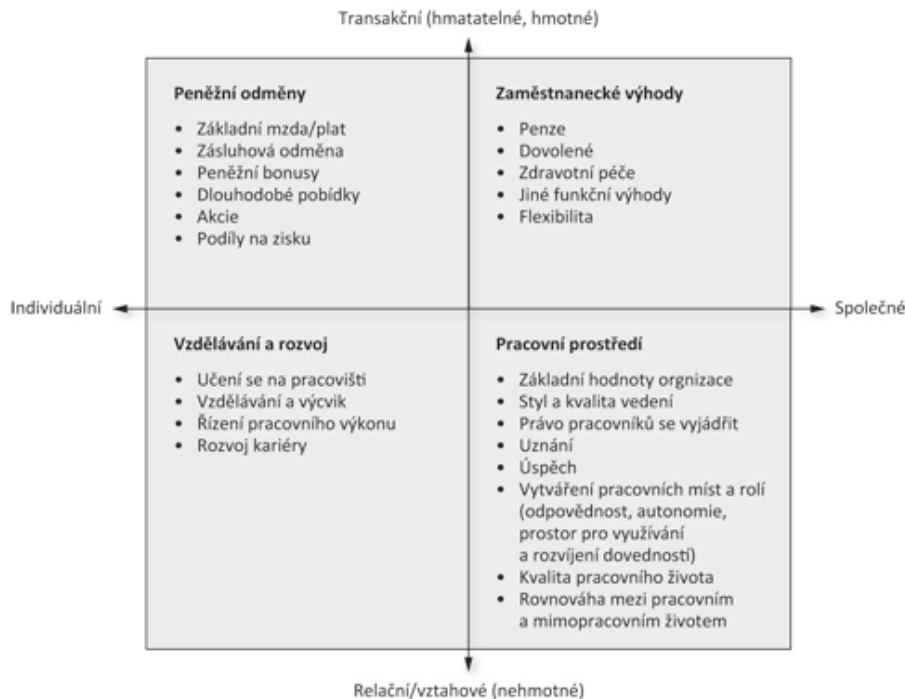 Transakční (hmatatelné, hmotné)
Peněžní odměny
• Základní mzda/plat
• Zásluhová odměna
• Peněžní bonusy
• Dlouhodobé pobídky
• Akcie
• Podíly na zisku
Zaměstnanecké výhody
• Penze
• Dovolené
• Zdravotní péče
• Jiné funkční výhody
• Flexibilita
Individuální
Společné
Vzdělávání a rozvoj
• Učení se na pracovišti
• Vzdělávání a výcvik
• Řízení pracovního výkonu
• Rozvoj kariéry
Pracovní prostředí
• Základní hodnoty orgnizace
• Styl a kvalita vedení
• Právo pracovníků se vyjádřit
• Uznání
• Úspěch
• Vytváření pracovních míst a rolí
(odpovědnost, autonomie,
prostor pro využívání
a rozvíjení dovedností)
• Kvalita pracovního života
• Rovnováha mezi pracovním
a mimopracovním životem
Relační/vztahové (nehmotné)